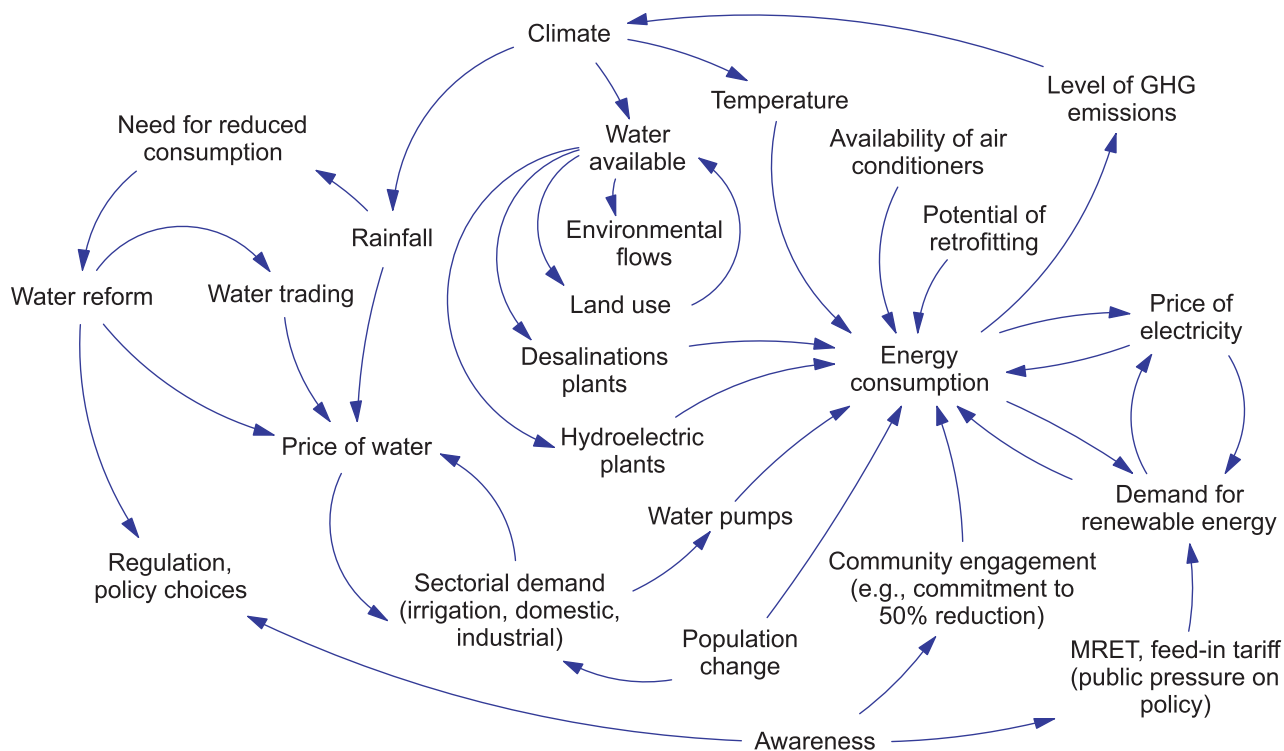 Climate
Level of GHG
emissions
Temperature
Need for reduced
consumption
Water
available
Availability of air
conditioners
Potential of
retrofitting
Rainfall
Environmental
flows
Water reform
Water trading
Land use
Price of
electricity
Desalinations
plants
Energy
consumption
Price of water
Hydroelectric
plants
Water pumps
Demand for
renewable energy
Regulation,
policy choices
Sectorial demand
(irrigation, domestic,
industrial)
Community engagement
(e.g., commitment to
50% reduction)
Population
change
MRET, feed-in tariff
(public pressure on
policy)
Awareness